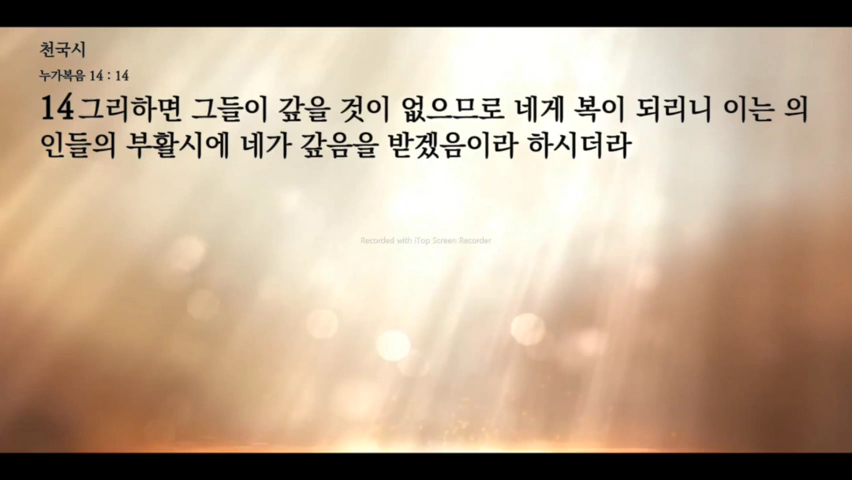 천국시
누가복음 14 : 14
14그리하면 그들이 갚을 것이 없으므로 네게 복이 되리니 이는 의
인들의 부활시에 네가 갚음을 받겠음이라 하시더라
Recorded with iTop Screen Recorder